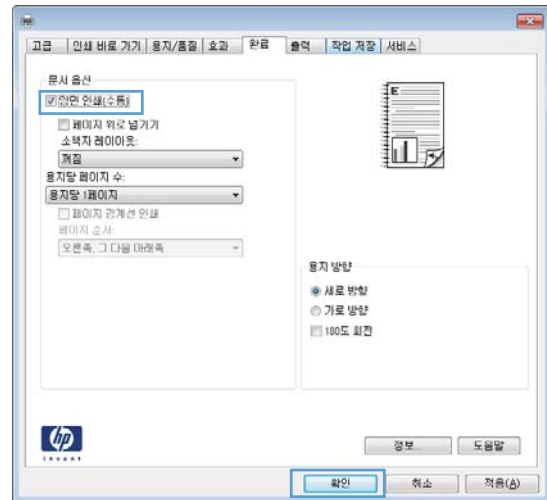 고급
인쇄 바로 가기
용지/품질
효과
완료
출력
작업 저장
서비스
문서 옵션
양면 인쇄(수동)
페이지 위로 넘기기
소책자 레이아웃:
꺼짐
용지당 페이지 수:
용지당 1페이지
페이지 경계선 인쇄
페이지 순서:
오른쪽, 그 다음 아래쪽
E
용지 방향
세로 방향
가로 방향
180도 회전
hp
invent
정보...
도움말
확인
취소
적용(A)